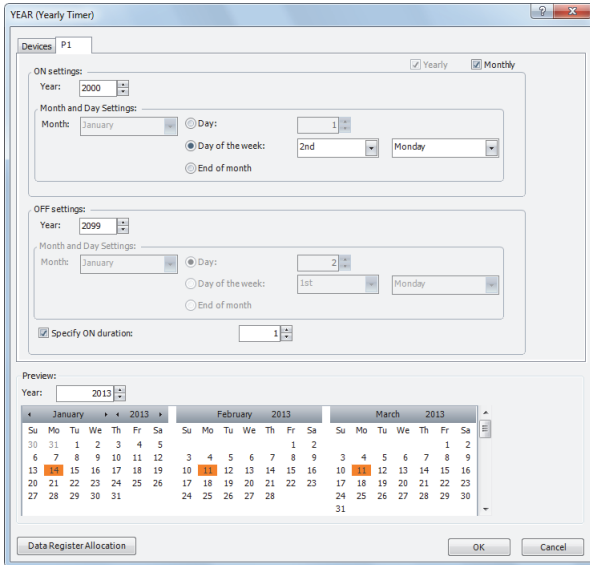 YEAR (Yearly Timer)
?
Devices P1
Yearly Monthly
ON settings:
Year: 2000
Month and Day Settings:
Month: January Day: 1
Day of the week: 2nd Monday
End of month
OFF settings:
Year: 2099
Month and Day Settings:
Month: January Day: 2
Day of the week: 1st Monday
End of month
Specify ON duration: 1
Preview:
Year: 2013
January 2013 February 2013 March 2013
Su Mo Tu We Th Fr Sa Su Mo Tu We Th Fr Sa Su Mo Tu We Th Fr Sa
30 31 1 2 3 4 5 1 2 1 2
6 7 8 9 10 11 12 3 4 5 6 7 8 9 3 4 5 6 7 8 9
13 14 15 16 17 18 19 10 11 12 13 14 15 16 10 11 12 13 14 15 16
20 21 22 23 24 25 26 17 18 19 20 21 22 23 17 18 19 20 21 22 23
27 28 29 30 31 24 25 26 27 28 24 25 26 27 28 29 30
31
Data Register Allocation OK Cancel